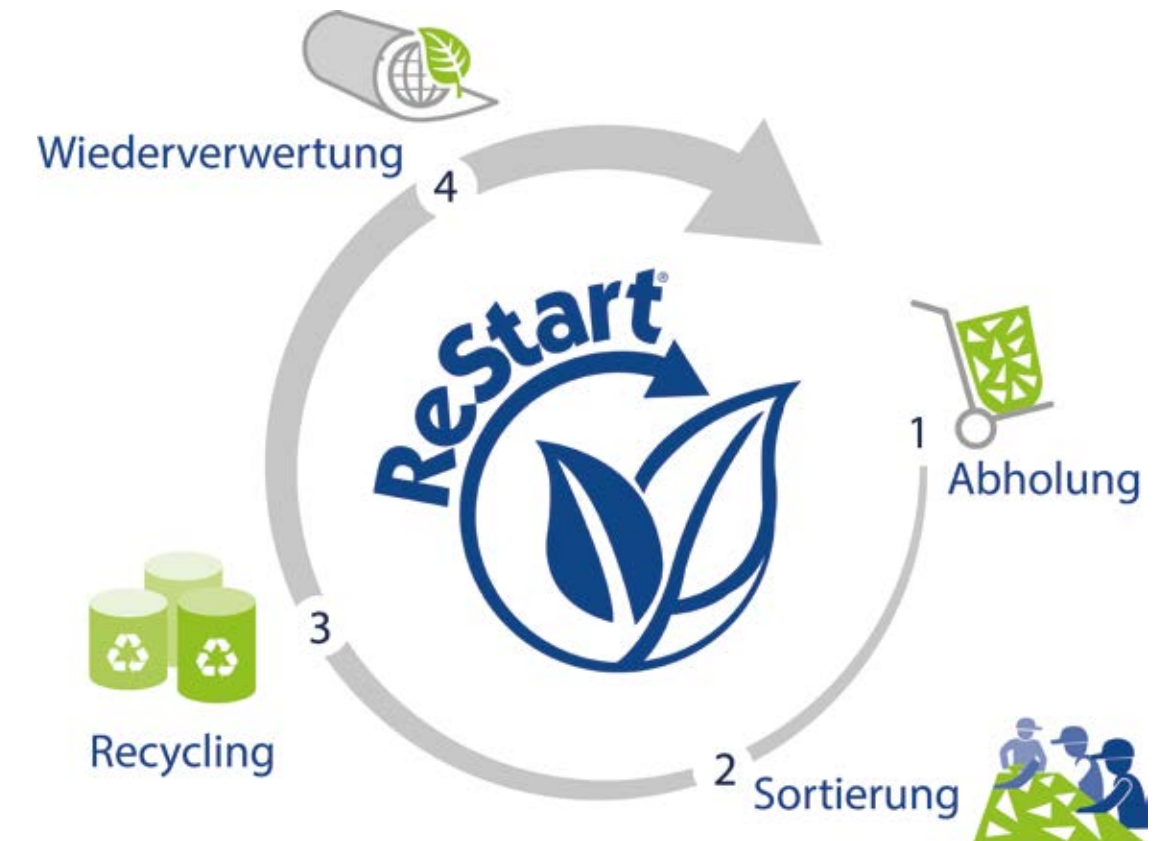 Wiederverwertung
4
ReStart®
1
Abholung
3
Recycling
2
Sortierung